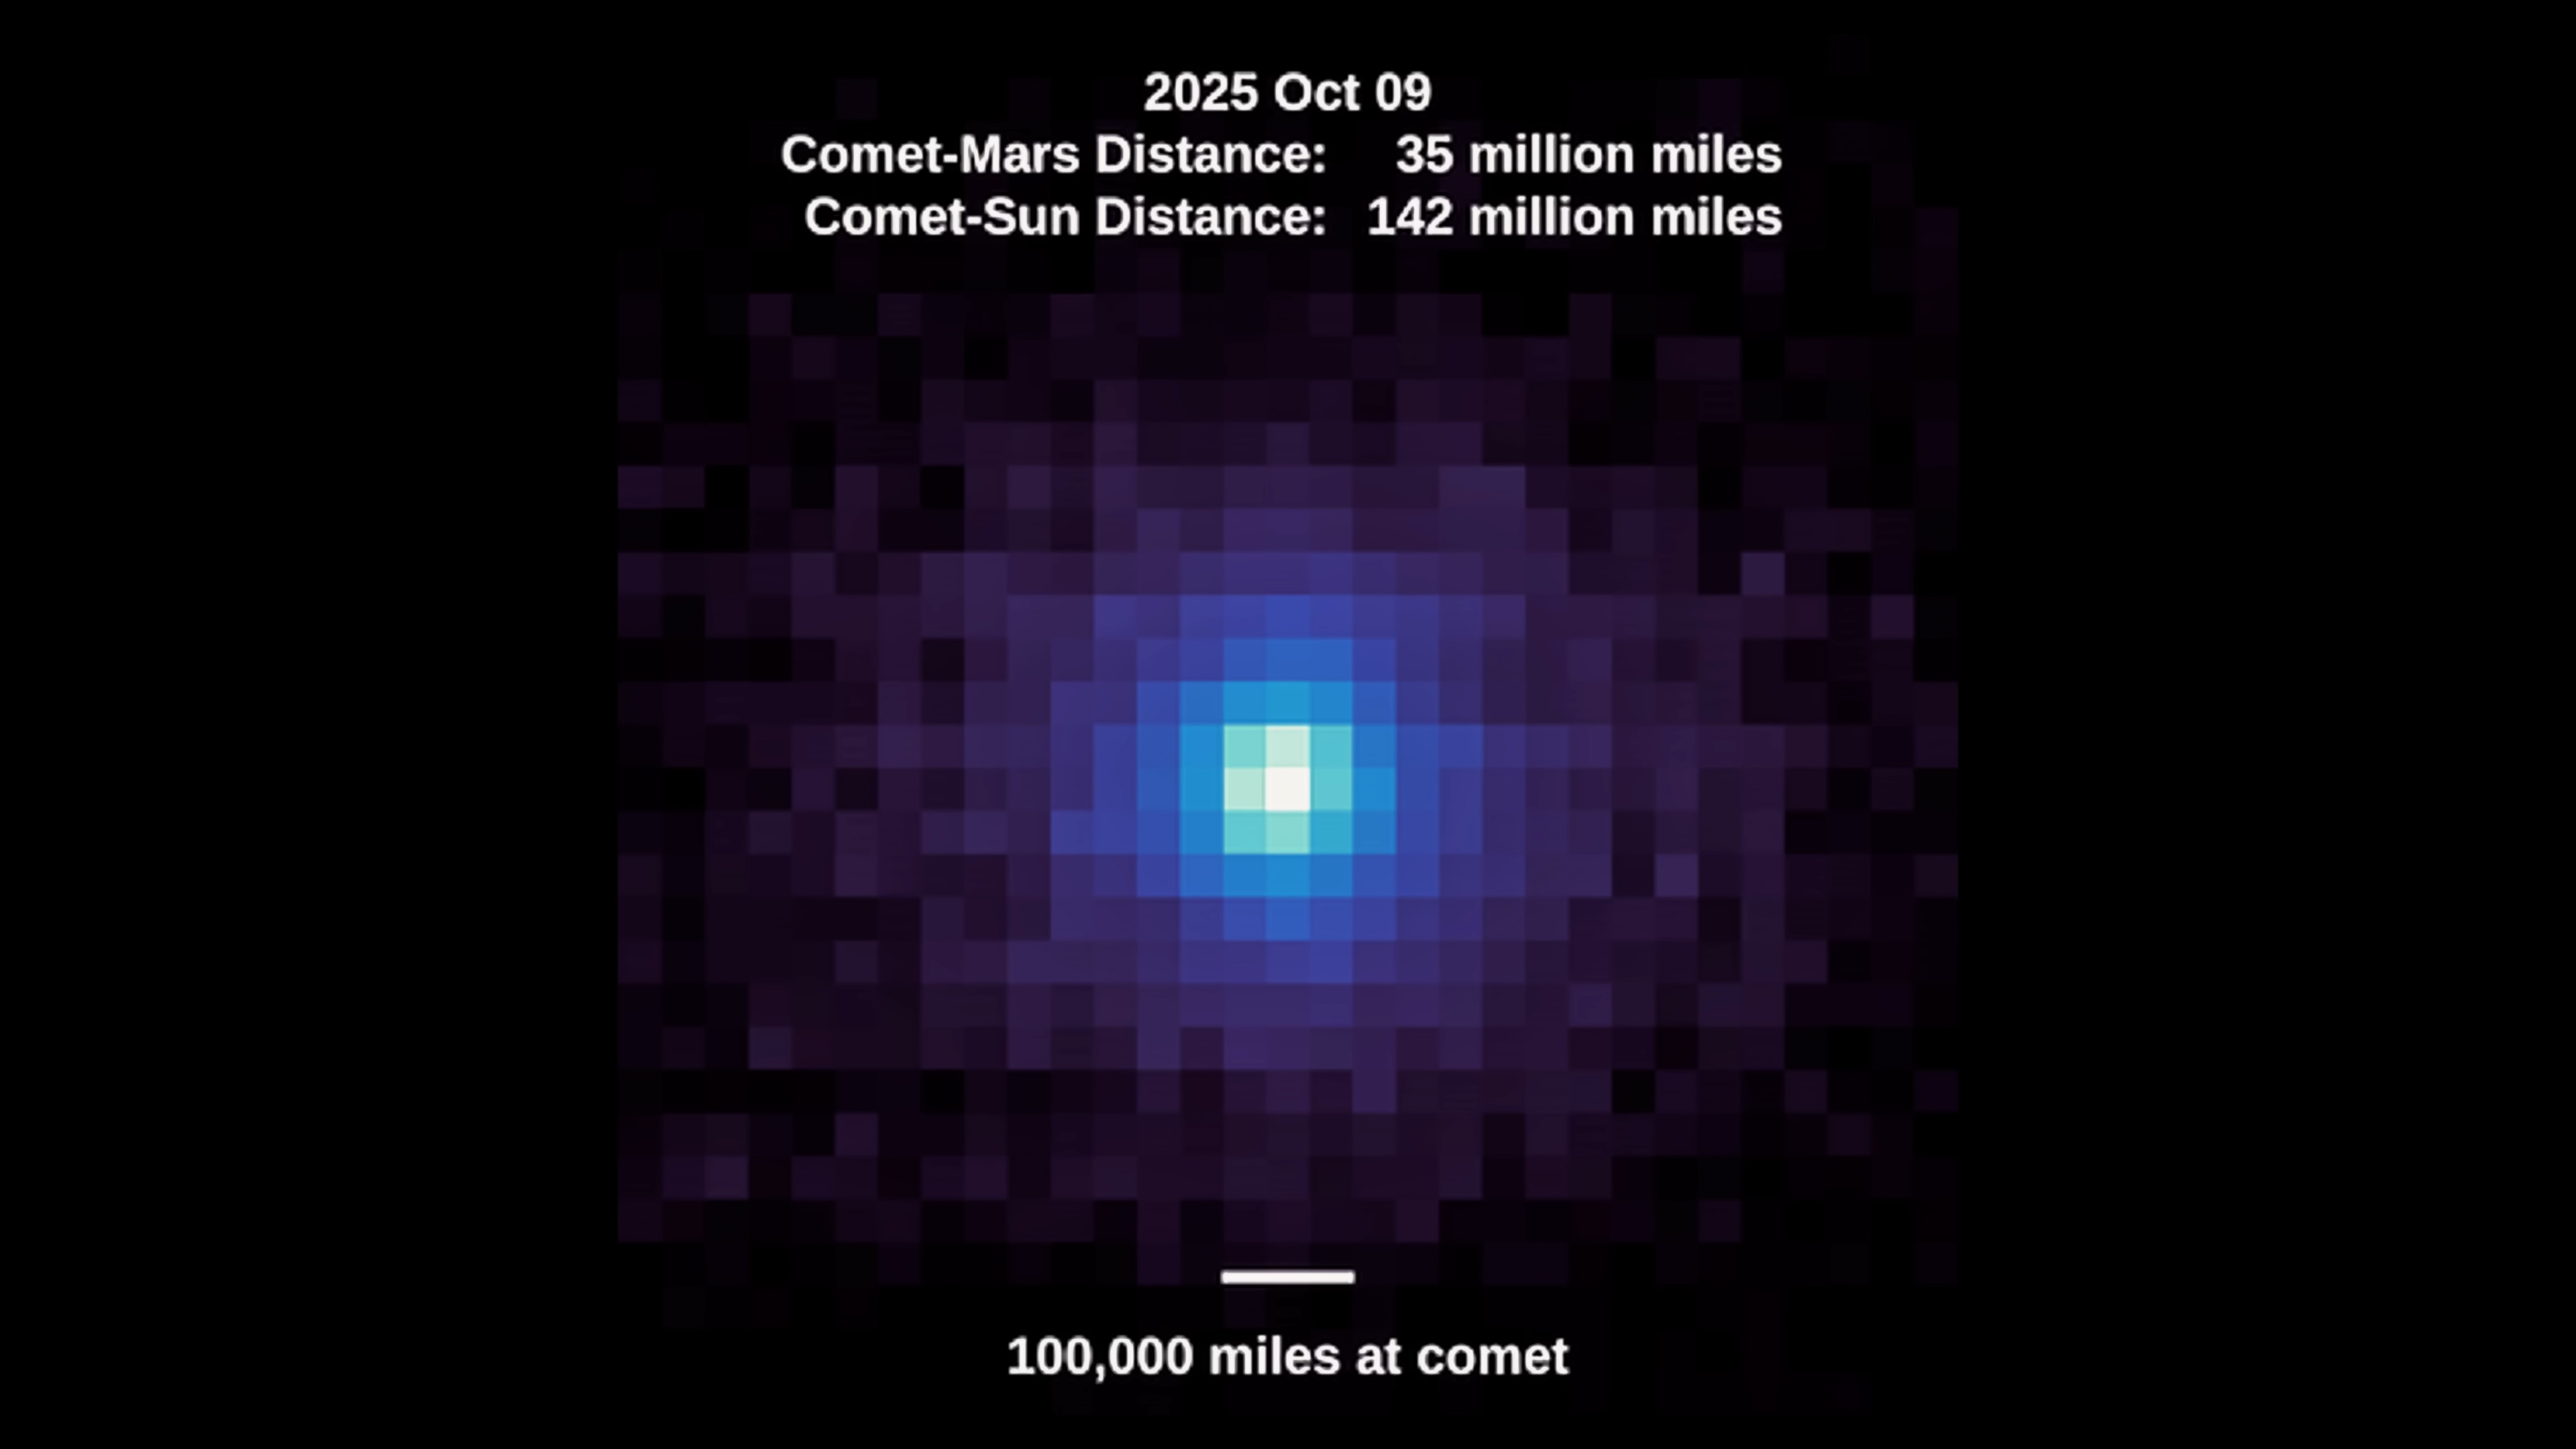 2025 Oct 09
Comet-Mars Distance: 35 million miles
Comet-Sun Distance: 142 million miles
100,000 miles at comet